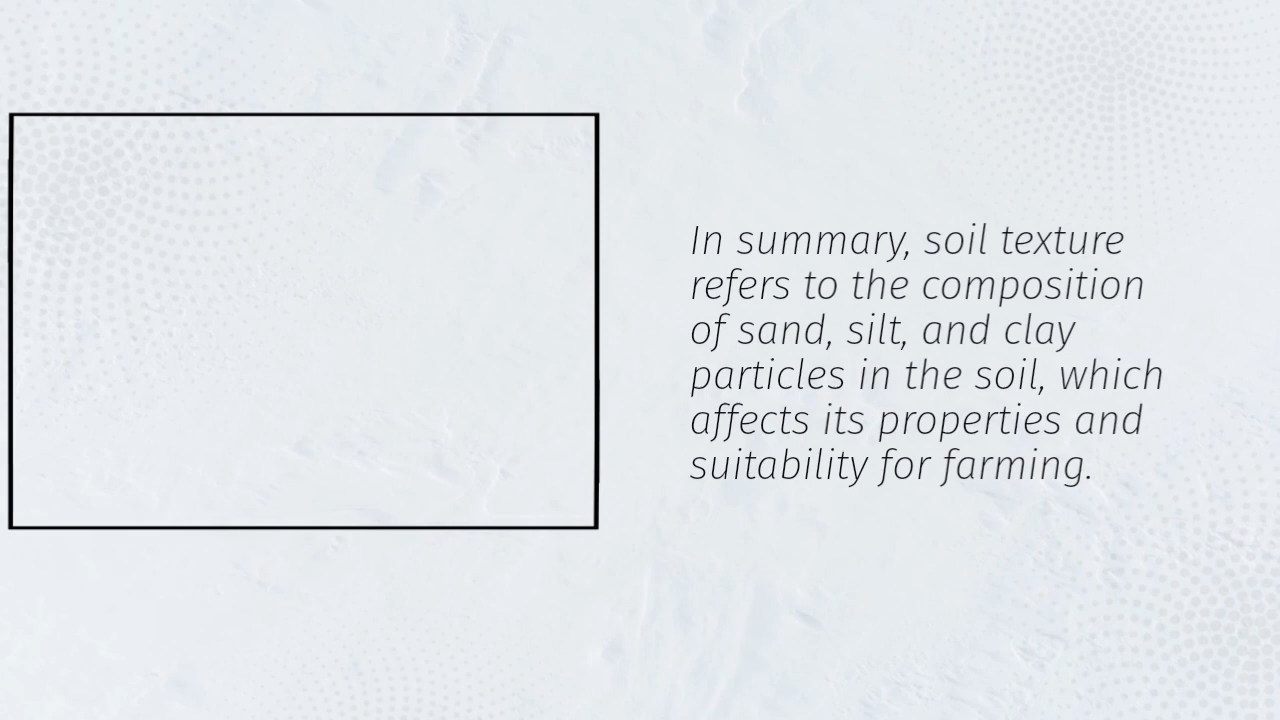 In summary, soil texture
refers to the composition
of sand, silt, and clay
particles in the soil, which
affects its properties and
suitability for farming.